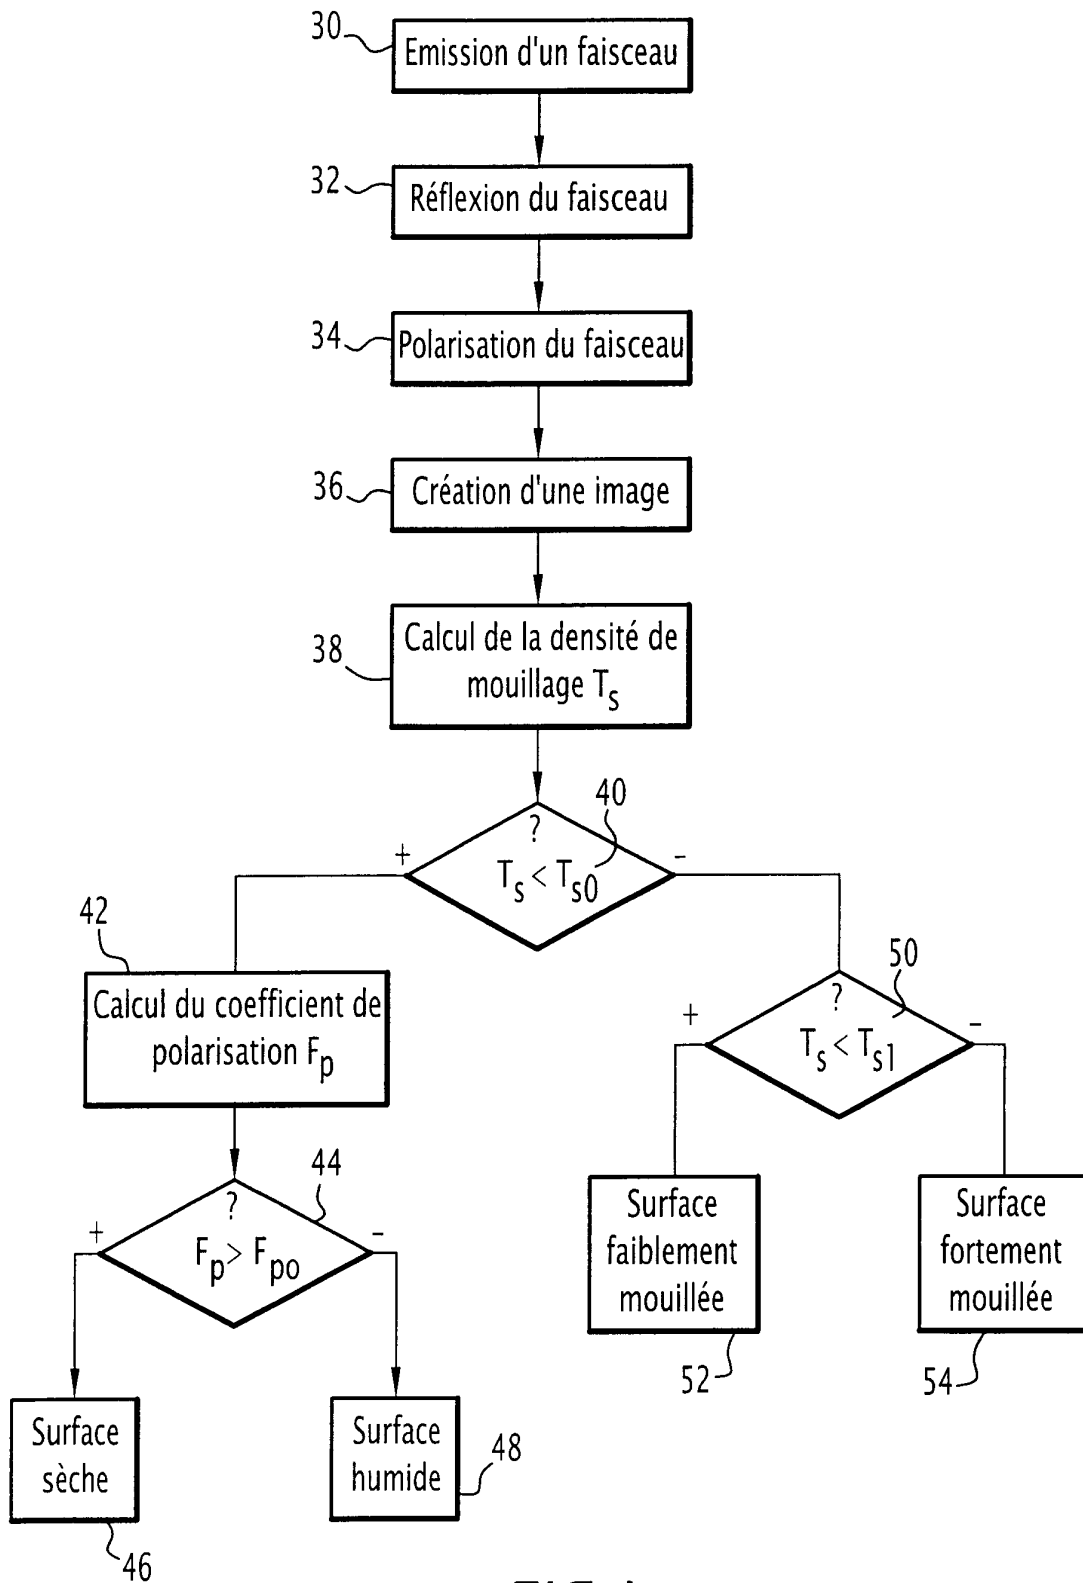 30
Emission d'un faisceau
32
Réflexion du faisceau
34
Polarisation du faisceau
36
Création d'une image
38
Calcul de la densité de
mouillage Ts
40
?
+
-
Ts < Ts0
42
Calcul du coefficient de
polarisation Fp
50
?
+
-
Ts < Ts1
44
?
+
-
Fp > Fpo
Surface
faiblement
mouillée
52
Surface
fortement
mouillée
54
Surface
sèche
46
Surface
humide
48